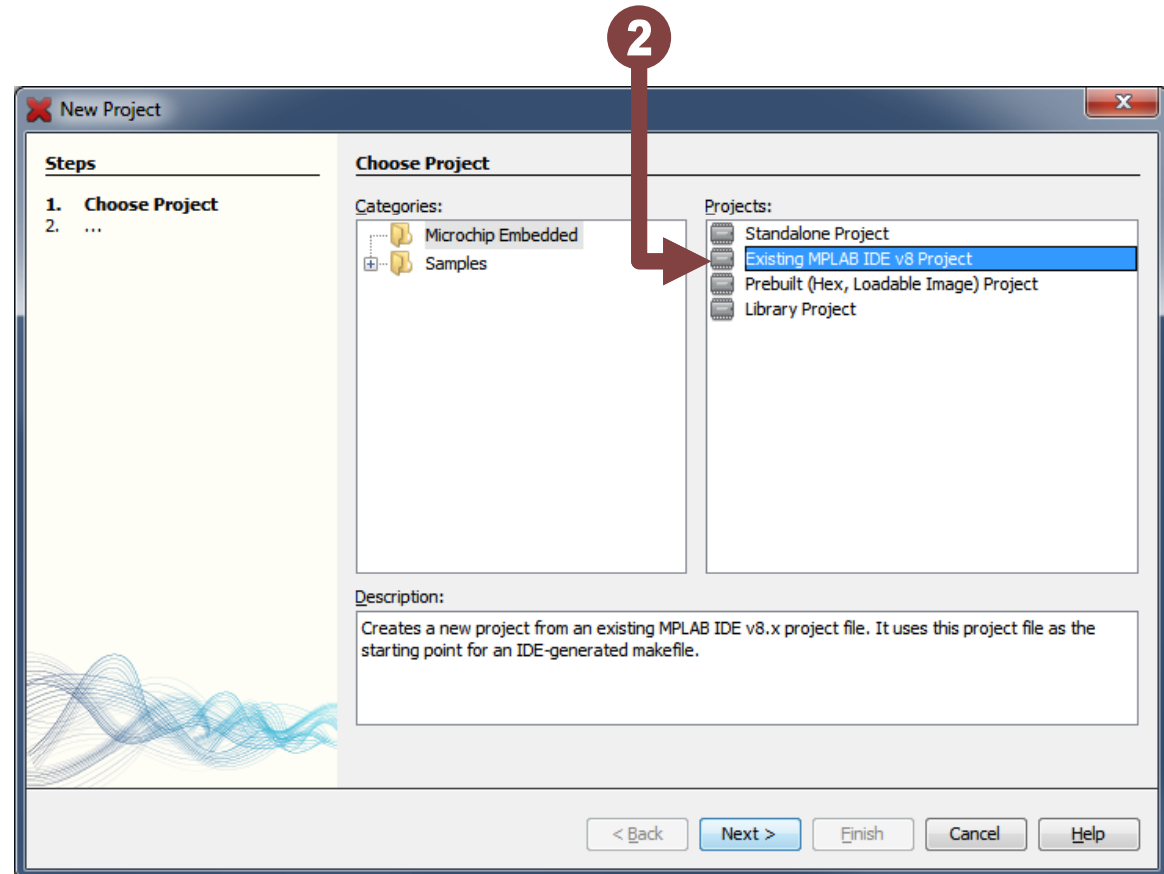 2
New Project
x
Steps
1. Choose Project
2. ...
Choose Project
Categories:
Microchip Embedded
Samples
Projects:
Standalone Project
Existing MPLAB IDE v8 Project
Prebuilt (Hex, Loadable Image) Project
Library Project
Description:
Creates a new project from an existing MPLAB IDE v8.x project file. It uses this project file as the
starting point for an IDE-generated makefile.
< Back Next > Finish Cancel Help